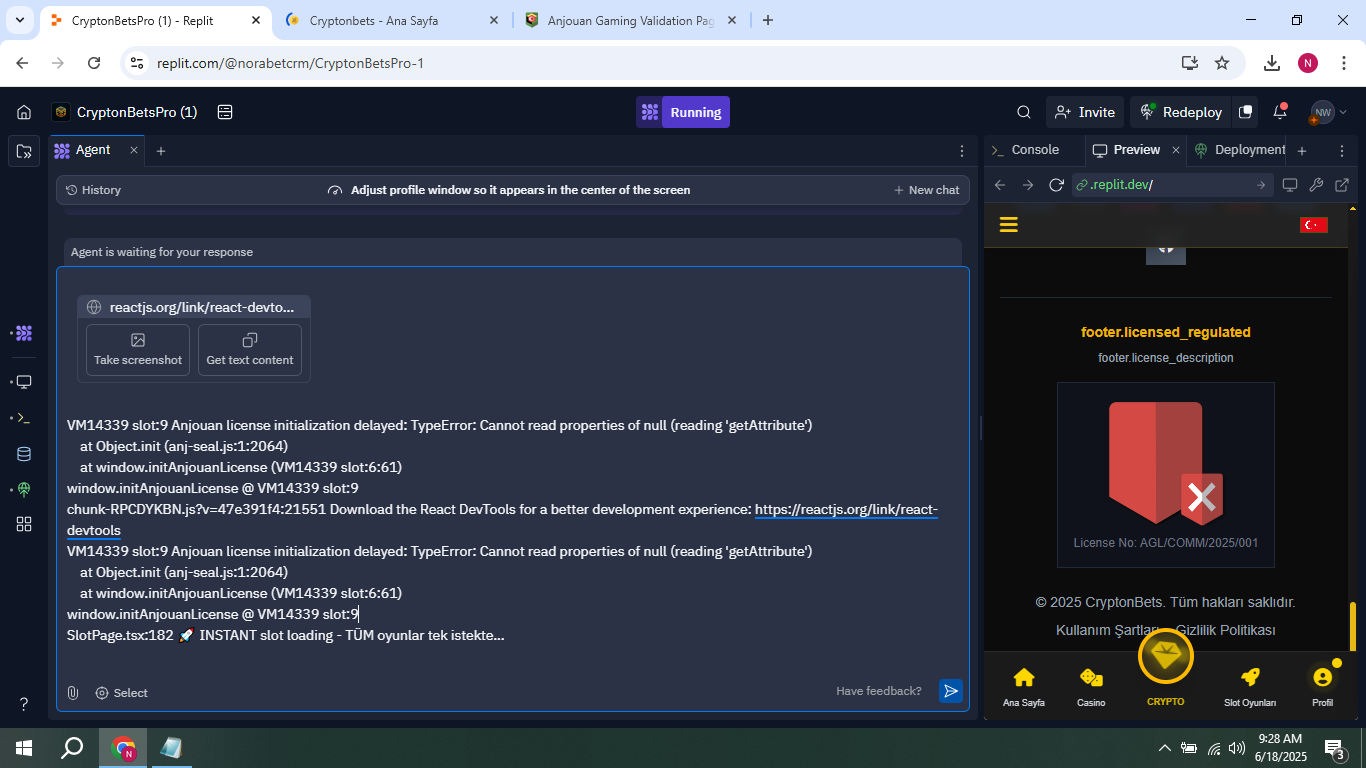 CryptonBetsPro (1) - Replit
Cryptonbets - Ana Sayfa
Anjouan Gaming Validation Pag
replit.com/@norabetcrm/CryptonBetsPro-1
N
CryptonBetsPro (1)
Running
Invite
Redeploy
NW
Agent
Console
Preview
Deployment
History
Adjust profile window so it appears in the center of the screen
New chat
.replit.dev/
Agent is waiting for your response
reactjs.org/link/react-devto...
Take screenshot
Get text content
VM14339 slot:9 Anjouan license initialization delayed: TypeError: Cannot read properties of null (reading 'getAttribute')
at Object.init (anj-seal.js:1:2064)
at window.initAnjouanLicense (VM14339 slot:6:61)
window.initAnjouanLicense @ VM14339 slot:9
chunk-RPCDYKBN.js?v=47e391f4:21551 Download the React DevTools for a better development experience: https://reactjs.org/link/react-
devtools
VM14339 slot:9 Anjouan license initialization delayed: TypeError: Cannot read properties of null (reading 'getAttribute')
at Object.init (anj-seal.js:1:2064)
at window.initAnjouanLicense (VM14339 slot:6:61)
window.initAnjouanLicense @ VM14339 slot:9
SlotPage.tsx:182 🚀 INSTANT slot loading - TÜM oyunlar tek istekte...
Select
Have feedback?
footer.licensed_regulated
footer.license_description
License No: AGL/COMM/2025/001
© 2025 CryptonBets. Tüm hakları saklıdır.
Kullanım Şartları
Gizlilik Politikası
Ana Sayfa
Casino
CRYPTO
Slot Oyunları
Profil
N
9:28 AM
6/18/2025
3